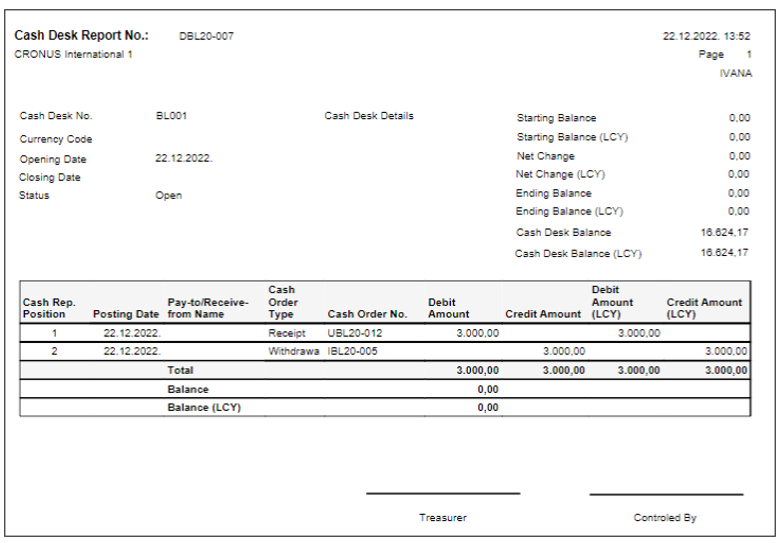 Cash Desk Report No.: DBL20-007 22.12.2022. 13:52
CRONUS International 1 Page 1
IVANA
Cash Desk No. BL001 Cash Desk Details Starting Balance 0,00
Currency Code Starting Balance (LCY) 0,00
Opening Date 22.12.2022. Net Change 0,00
Closing Date Net Change (LCY) 0,00
Status Open Ending Balance 0,00
Ending Balance (LCY) 0,00
Cash Desk Balance 16.624,17
Cash Desk Balance (LCY) 16.624,17
Cash Rep. Position Posting Date Pay-to/Receive-from Name Cash Order Type Cash Order No. Debit Amount Credit Amount Debit Amount (LCY) Credit Amount (LCY)
1 22.12.2022. Receipt UBL20-012 3.000,00 3.000,00
2 22.12.2022. Withdrawa IBL20-005 3.000,00 3.000,00
Total 3.000,00 3.000,00 3.000,00 3.000,00
Balance 0,00
Balance (LCY) 0,00
Treasurer Controled By